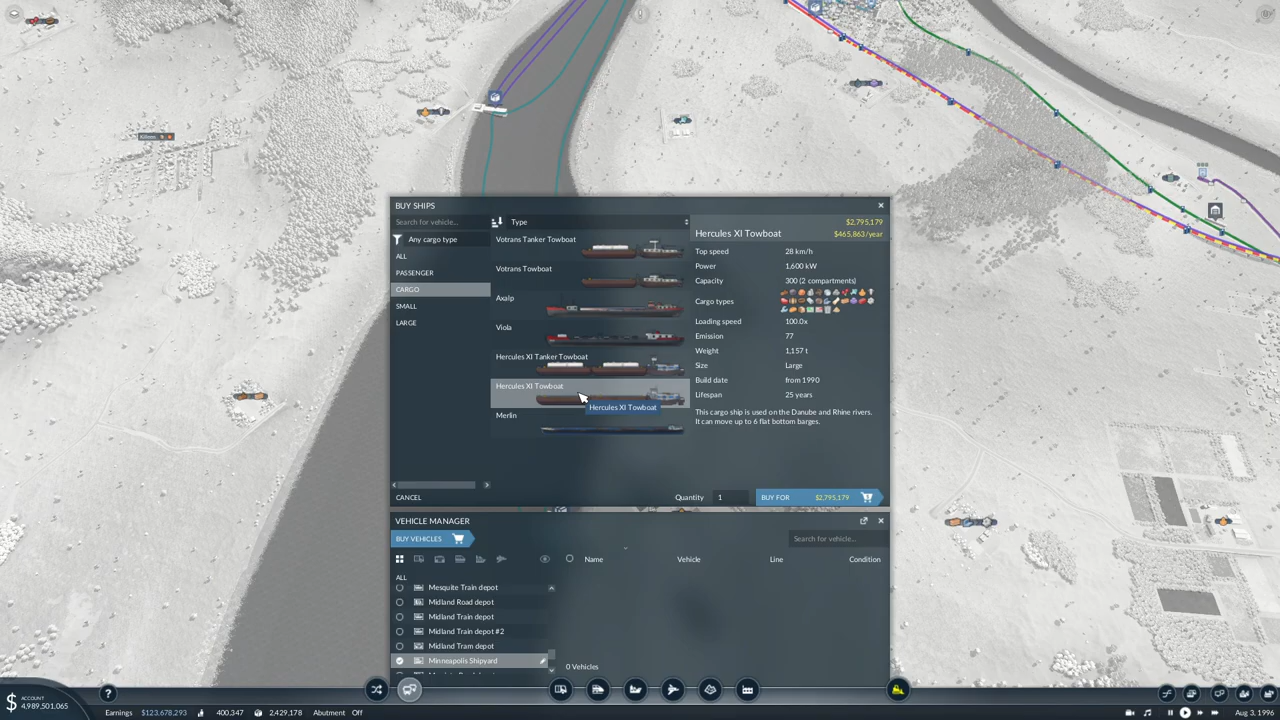 Killeen
BUY SHIPS
Search for vehicle...
Type
Any cargo type
ALL
PASSENGER
CARGO
SMALL
LARGE
Votrans Tanker Towboat
Votrans Towboat
Axalp
Viola
Hercules XI Tanker Towboat
Hercules XI Towboat
Hercules XI Towboat
Merlin
$2,795,179
Hercules XI Towboat
$465,863/year
Top speed 28 km/h
Power 1,600 kW
Capacity 300 (2 compartments)
Cargo types
Loading speed 100.0x
Emission 77
Weight 1,157 t
Size Large
Build date from 1990
Lifespan 25 years
This cargo ship is used on the Danube and Rhine rivers.
It can move up to 6 flat bottom barges.
CANCEL
Quantity 1
BUY FOR $2,795,179
VEHICLE MANAGER
BUY VEHICLES
Search for vehicle...
Name Vehicle Line Condition
ALL
Mesquite Train depot
Midland Road depot
Midland Train depot
Midland Train depot #2
Midland Tram depot
Minneapolis Shipyard
0 Vehicles
$ ACCOUNT
4,989,501,065
?
Earnings $123,678,293 400,347 2,429,178 Abutment Off
Aug 3, 1996